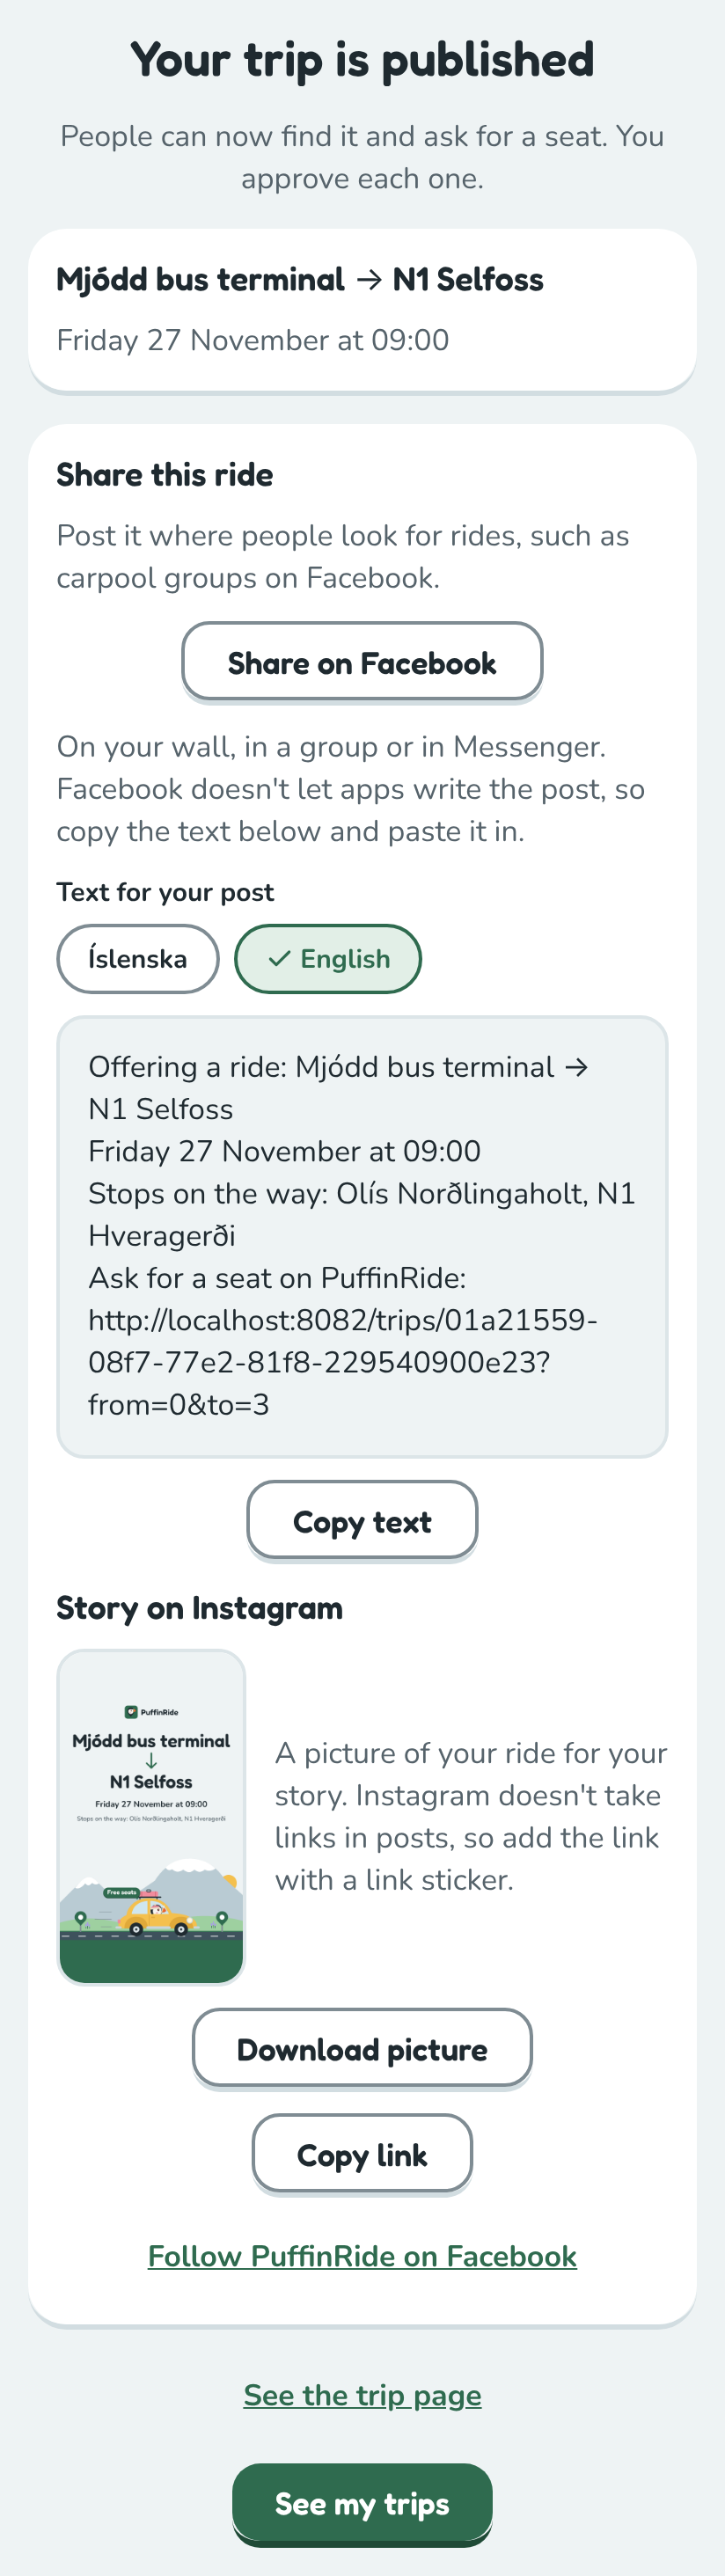 Your trip is published
People can now find it and ask for a seat. You
approve each one.
Mjódd bus terminal → N1 Selfoss
Friday 27 November at 09:00
Share this ride
Post it where people look for rides, such as
carpool groups on Facebook.
Share on Facebook
On your wall, in a group or in Messenger.
Facebook doesn't let apps write the post, so
copy the text below and paste it in.
Text for your post
Íslenska
✓ English
Offering a ride: Mjódd bus terminal →
N1 Selfoss
Friday 27 November at 09:00
Stops on the way: Olís Norðlingaholt, N1
Hveragerði
Ask for a seat on PuffinRide:
http://localhost:8082/trips/01a21559-
08f7-77e2-81f8-229540900e23?
from=0&to=3
Copy text
Story on Instagram
PuffinRide
Mjódd bus terminal
↓
N1 Selfoss
Friday 27 November at 09:00
Stops on the way: Olís Norðlingaholt, N1 Hveragerði
Free seats
A picture of your ride for your
story. Instagram doesn't take
links in posts, so add the link
with a link sticker.
Download picture
Copy link
Follow PuffinRide on Facebook
See the trip page
See my trips